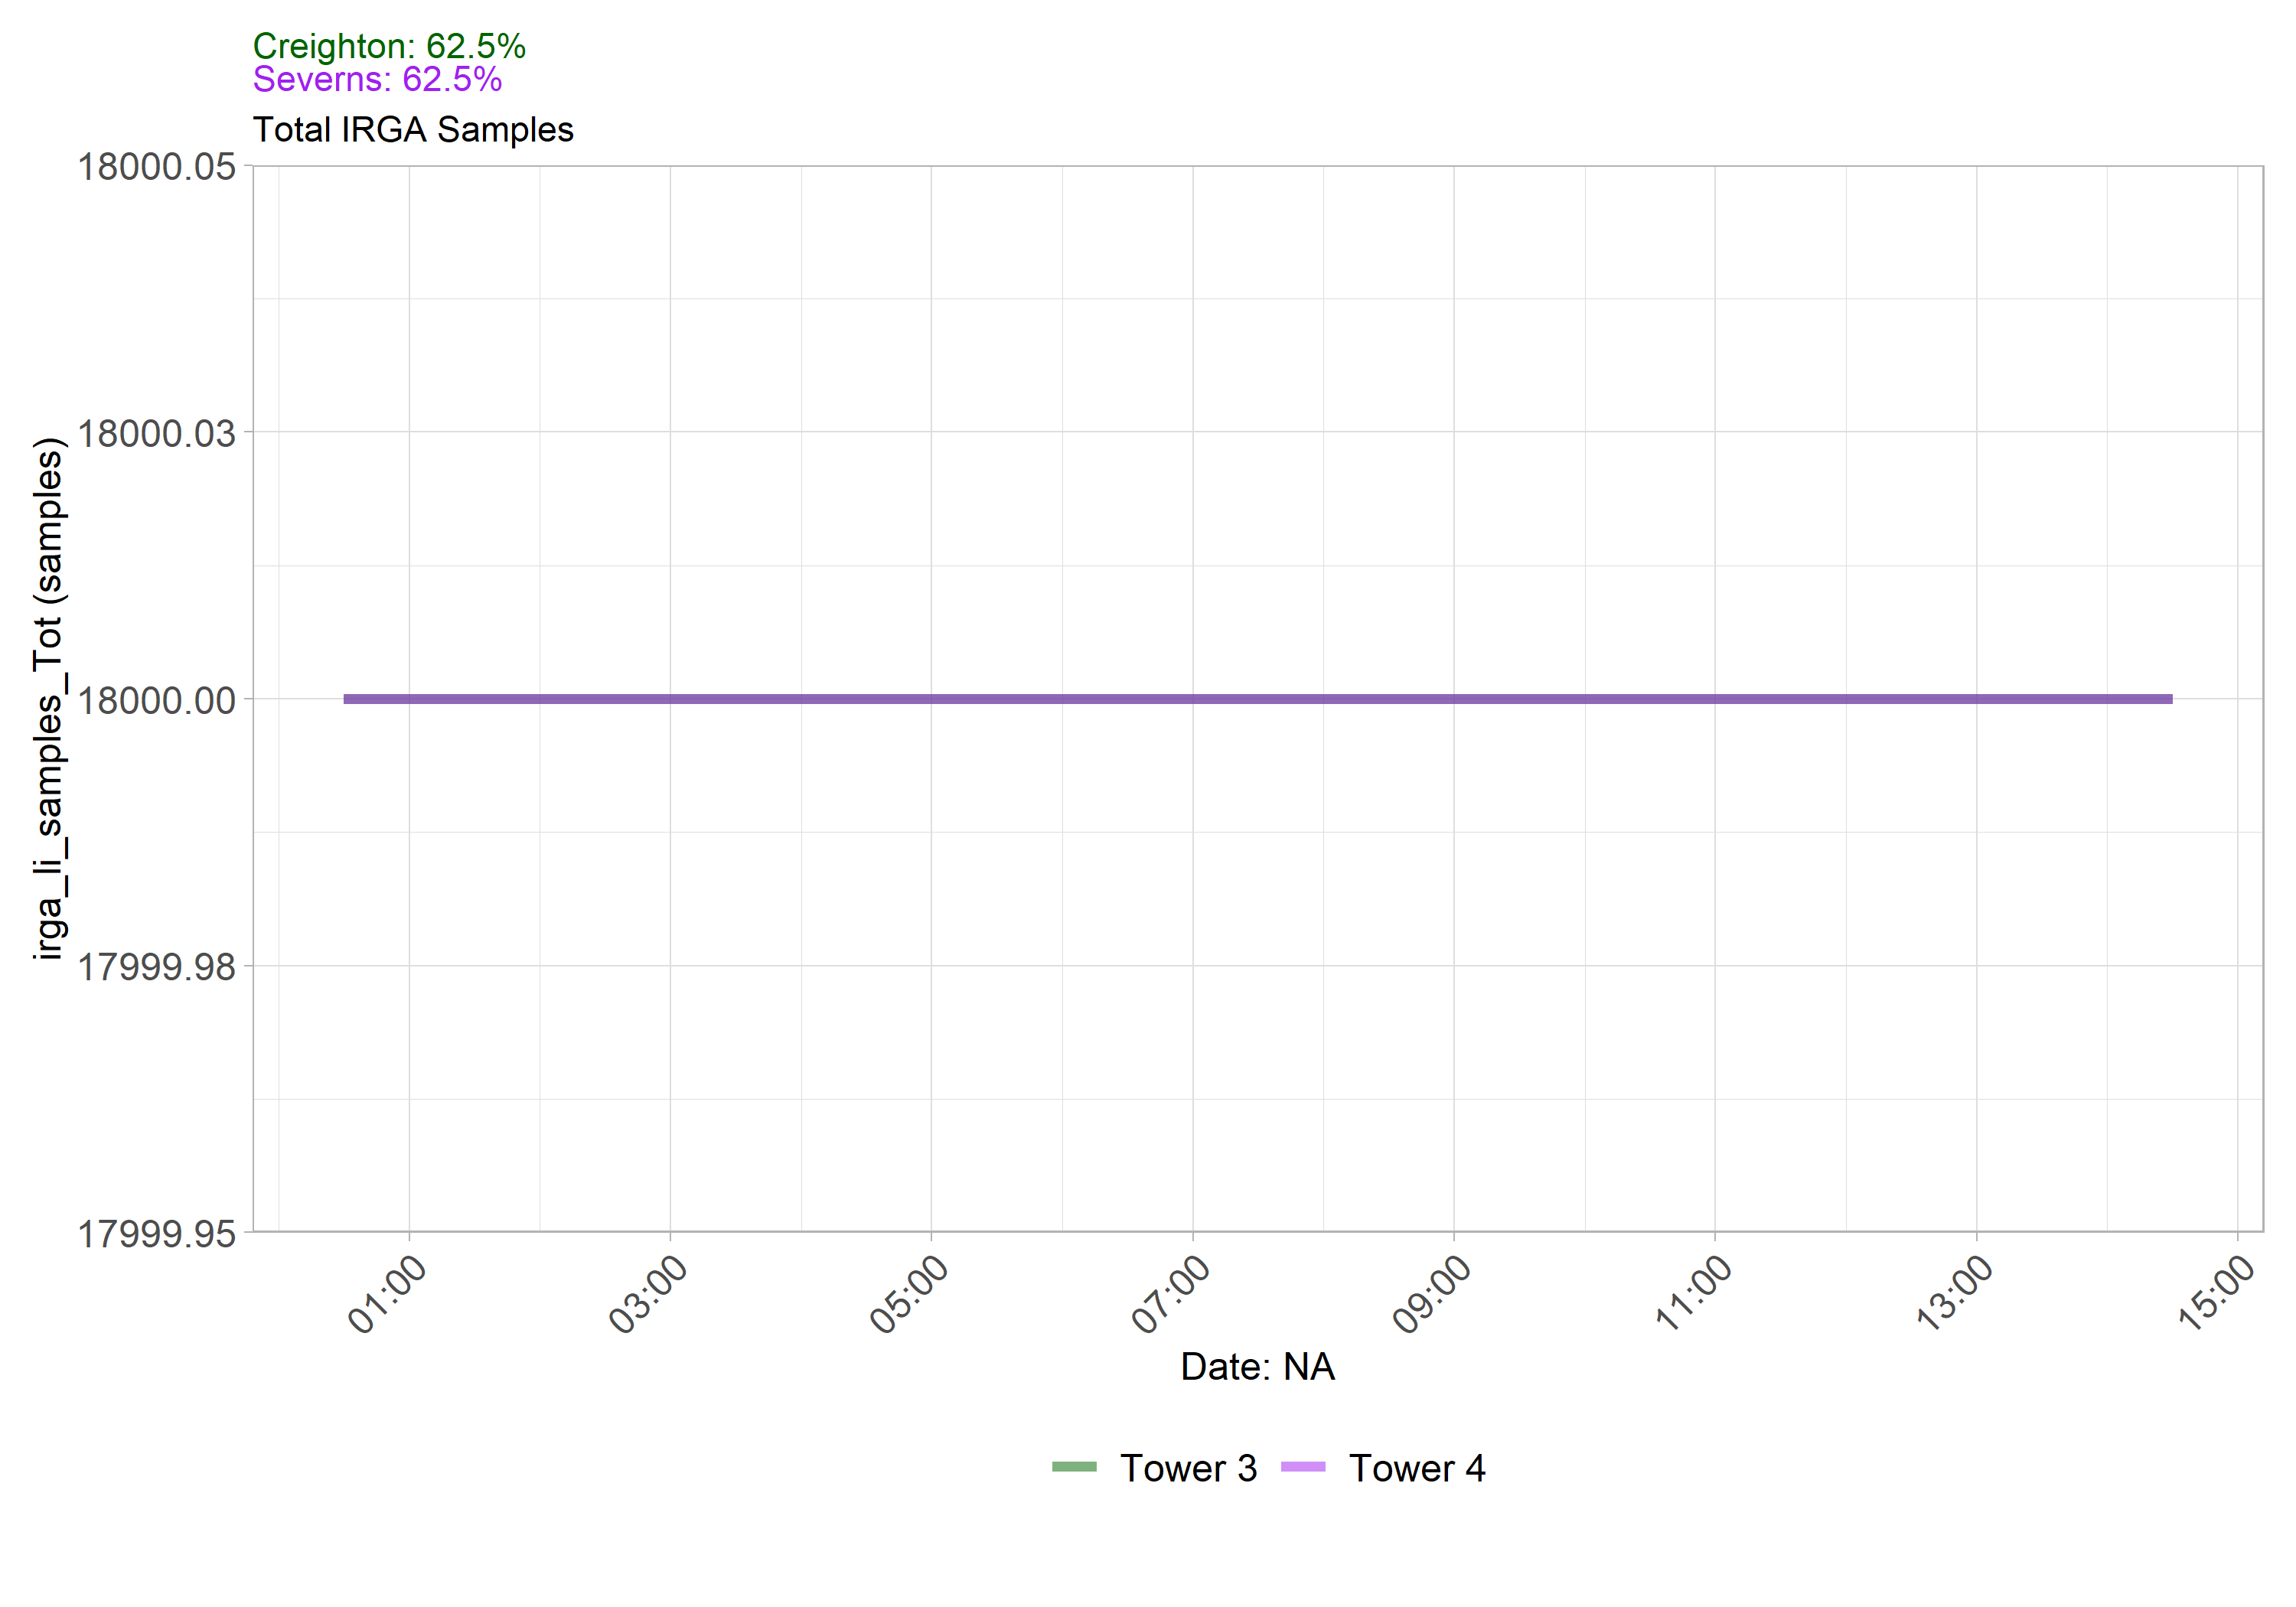 Creighton: 62.5%
Severns: 62.5%
Total IRGA Samples
18000.05
18000.03
18000.00
17999.98
17999.95
irga_li_samples_Tot (samples)
01:00
03:00
05:00
07:00
09:00
11:00
13:00
15:00
Date: NA
Tower 3
Tower 4